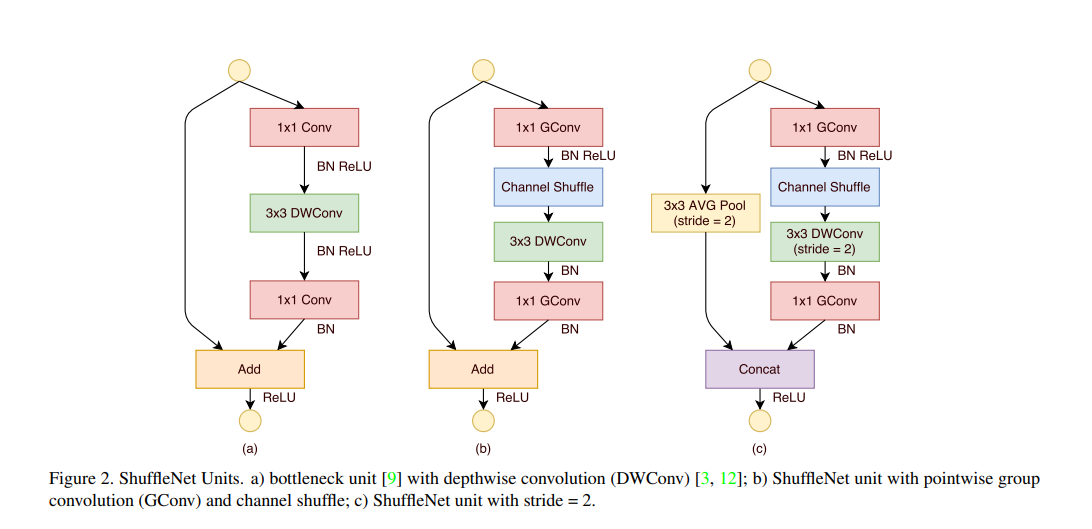 1x1 Conv
BN ReLU
3x3 DWConv
BN ReLU
1x1 Conv
BN
Add
ReLU
(a)
1x1 GConv
BN ReLU
Channel Shuffle
3x3 DWConv
BN
1x1 GConv
BN
Add
ReLU
(b)
1x1 GConv
BN ReLU
Channel Shuffle
3x3 AVG Pool
(stride = 2)
3x3 DWConv
(stride = 2)
BN
1x1 GConv
BN
Concat
ReLU
(c)
Figure 2. ShuffleNet Units. a) bottleneck unit [9] with depthwise convolution (DWConv) [3, 12]; b) ShuffleNet unit with pointwise group
convolution (GConv) and channel shuffle; c) ShuffleNet unit with stride = 2.